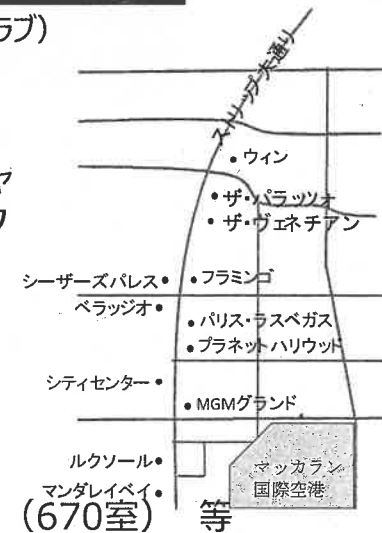 ラブ)
ストリップ大通り
ウィン
ヤ
ザ・パラッツォ
ク
ザ・ヴェネチアン
シーザーズパレス
フラミンゴ
ベラッジオ
パリス・ラスベガス
プラネットハリウッド
シティセンター
MGMグランド
ルクソール
マッカラン
国際空港
マンダレイベイ
(670室) 等